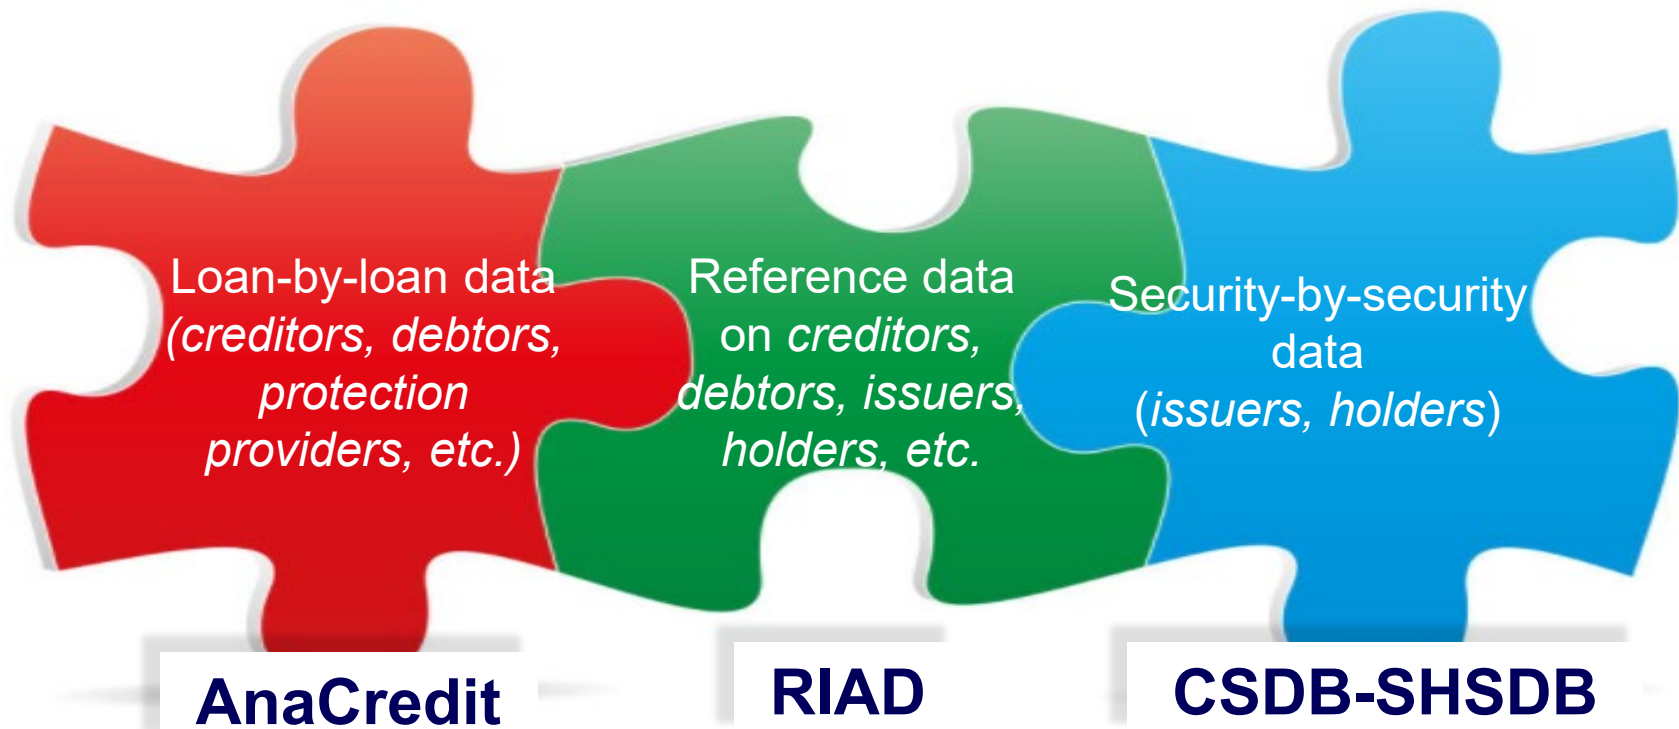 Loan-by-loan data
(creditors, debtors,
protection
providers, etc.)
Reference data
on creditors,
debtors, issuers,
holders, etc.
Security-by-security
data
(issuers, holders)
AnaCredit
RIAD
CSDB-SHSDB